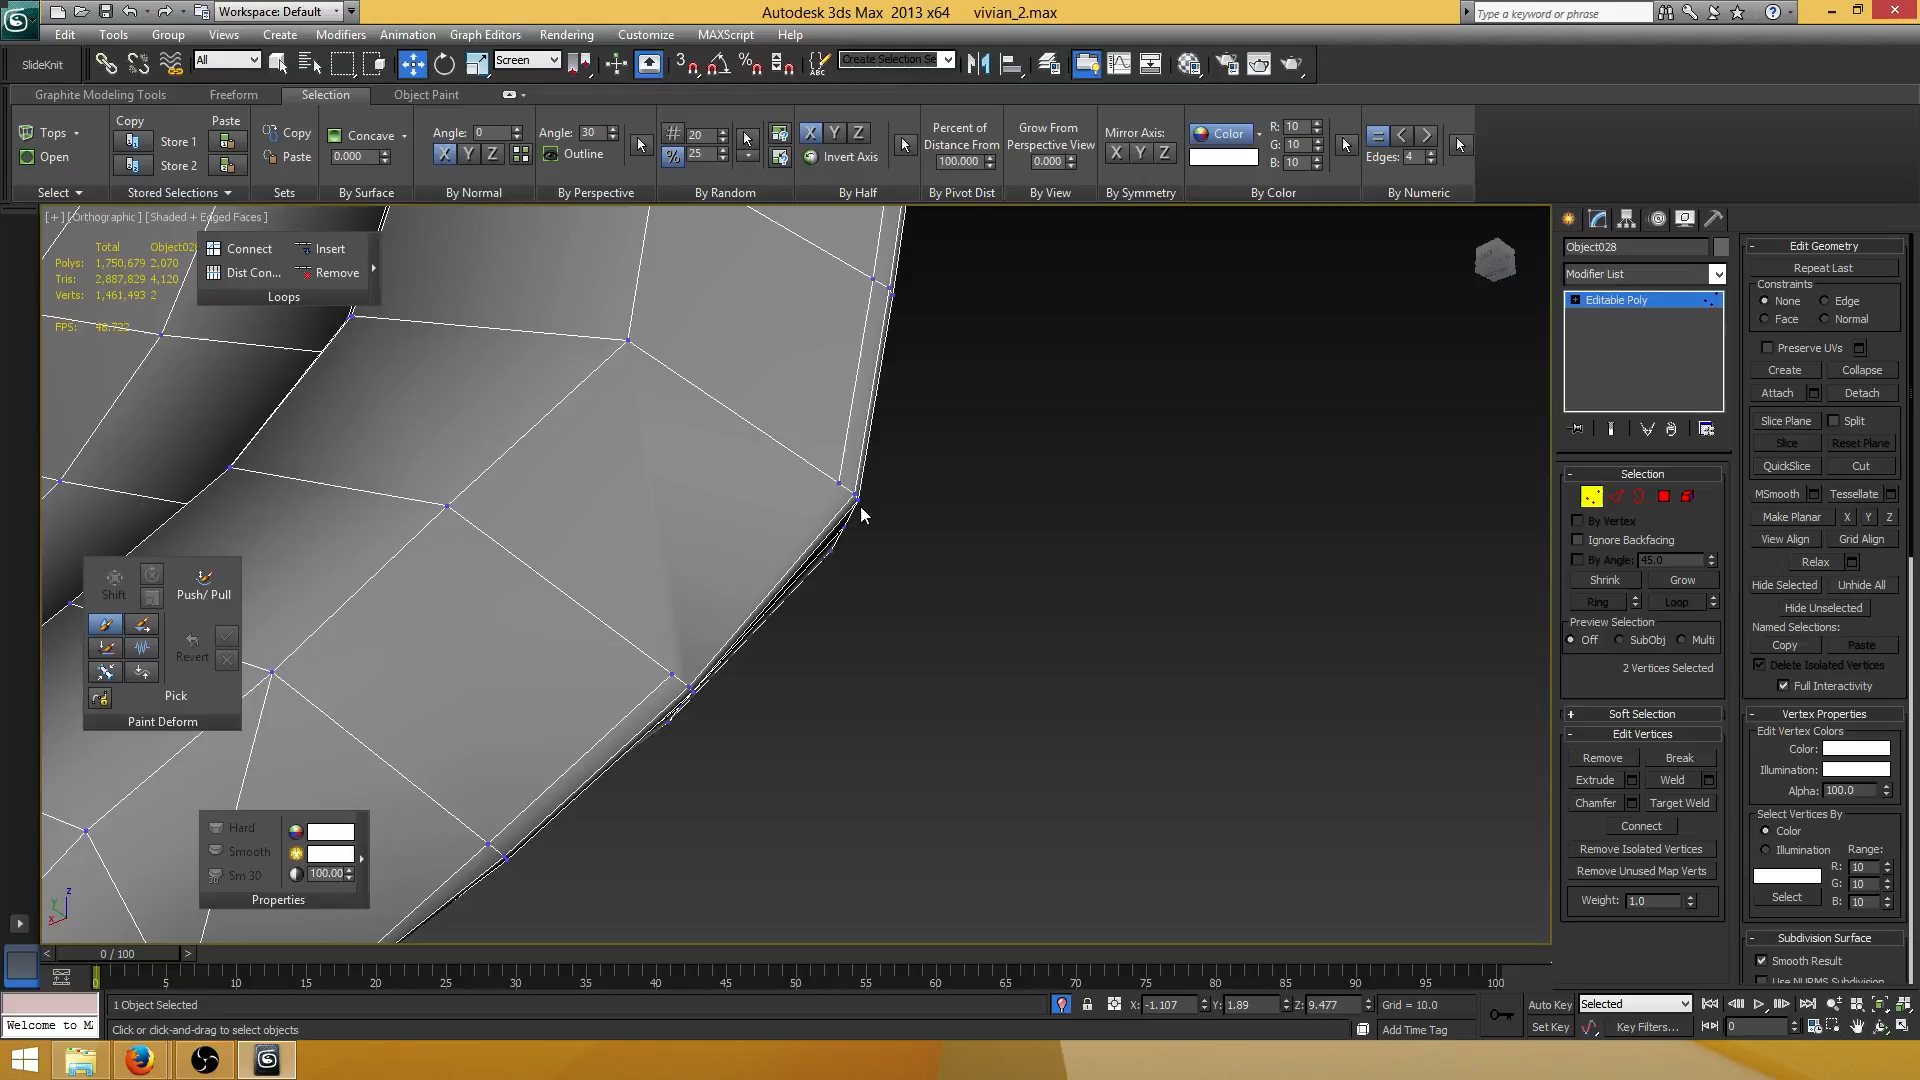 Workspace: Default
Autodesk 3ds Max 2013 x64 vivian_2.max
Type a keyword or phrase
Edit Tools Group Views Create Modifiers Animation Graph Editors Rendering Customize MAXScript Help
SlideKnit All Screen Create Selection Se
Graphite Modeling Tools Freeform Selection Object Paint
Tops Open Select
Copy Paste Store 1 Store 2 Stored Selections
Copy Paste Sets
Concave 0.000 By Surface
Angle: 0 X Y Z By Normal
Angle: 30 Outline By Perspective
# 20 % 25 By Random
X Y Z Invert Axis By Half
Percent of Distance From 100.000 By Pivot Dist
Grow From Perspective View 0.000 By View
Mirror Axis: X Y Z By Symmetry
Color R: 10 G: 10 B: 10 By Color
= < > Edges: 4 By Numeric
[ + ] [ Orthographic ] [ Shaded + Edged Faces ]
Total Object028
Polys: 1,750,679 2,070
Tris: 2,887,829 4,120
Verts: 1,461,493 2
FPS: 48.722
Connect Insert
Dist Con... Remove
Loops
Shift Push/ Pull
Revert
Pick
Paint Deform
Hard
Smooth
Sm 30 100.00
Properties
Object028
Modifier List
Editable Poly
Selection
By Vertex
Ignore Backfacing
By Angle: 45.0
Shrink Grow
Ring Loop
Preview Selection
Off SubObj Multi
2 Vertices Selected
Soft Selection
Edit Vertices
Remove Break
Extrude Weld
Chamfer Target Weld
Connect
Remove Isolated Vertices
Remove Unused Map Verts
Weight: 1.0
Edit Geometry
Repeat Last
Constraints
None Edge
Face Normal
Preserve UVs
Create Collapse
Attach Detach
Slice Plane Split
Slice Reset Plane
QuickSlice Cut
MSmooth Tessellate
Make Planar X Y Z
View Align Grid Align
Relax
Hide Selected Unhide All
Hide Unselected
Named Selections:
Copy Paste
Delete Isolated Vertices
Full Interactivity
Vertex Properties
Edit Vertex Colors
Color:
Illumination:
Alpha: 100.0
Select Vertices By
Color
Illumination Range:
R: 10
G: 10
Select B: 10
Subdivision Surface
Smooth Result
Use NURMS Subdivision
z y x
< 0 / 100 >
0 5 10 15 20 25 30 35 40 45 50 55 60 65 70 75 80 85 90 95 100
1 Object Selected X: -1.107 Y: 1.89 Z: 9.477 Grid = 10.0 Auto Key Selected
Welcome to M Click or click-and-drag to select objects Add Time Tag Set Key Key Filters... 0